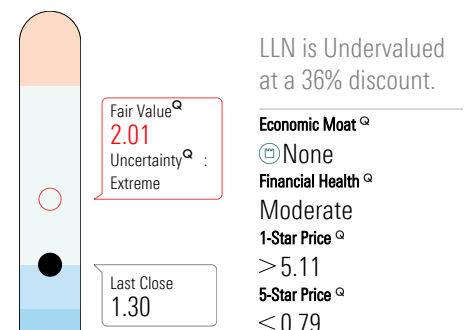 Fair Value Q
2.01
Uncertainty Q :
Extreme
Last Close
1.30
LLN is Undervalued
at a 36% discount.
Economic Moat Q
None
Financial Health Q
Moderate
1-Star Price Q
>5.11
5-Star Price Q
<0.79